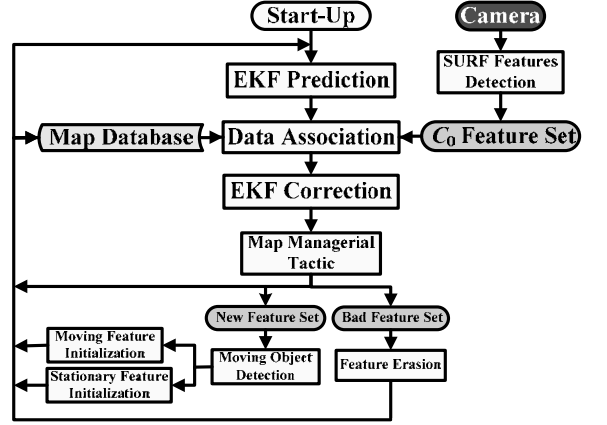 Start-Up
Camera
EKF Prediction
SURF Features
Detection
Map Database
Data Association
C0 Feature Set
EKF Correction
Map Managerial
Tactic
New Feature Set
Bad Feature Set
Moving Feature
Initialization
Moving Object
Detection
Feature Erasion
Stationary Feature
Initialization